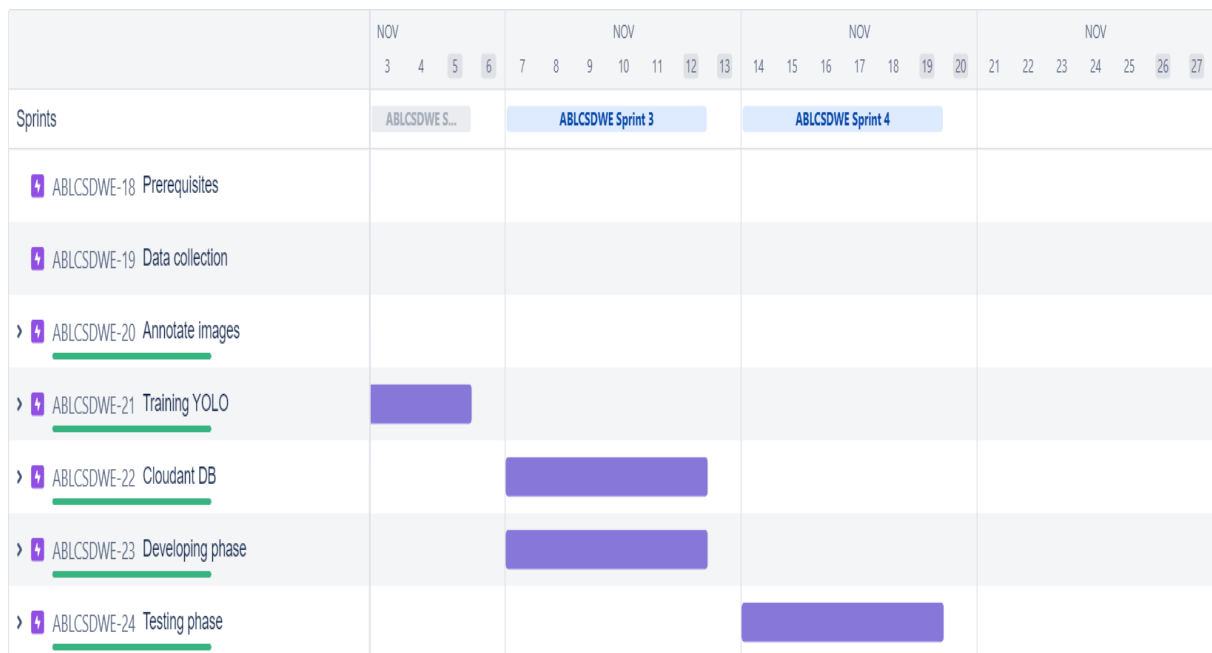 NOV NOV NOV NOV
3 4 5 6 7 8 9 10 11 12 13 14 15 16 17 18 19 20 21 22 23 24 25 26 27
Sprints ABLCSDWE S... ABLCSDWE Sprint 3 ABLCSDWE Sprint 4
ABLCSDWE-18 Prerequisites
ABLCSDWE-19 Data collection
ABLCSDWE-20 Annotate images
ABLCSDWE-21 Training YOLO
ABLCSDWE-22 Cloudant DB
ABLCSDWE-23 Developing phase
ABLCSDWE-24 Testing phase